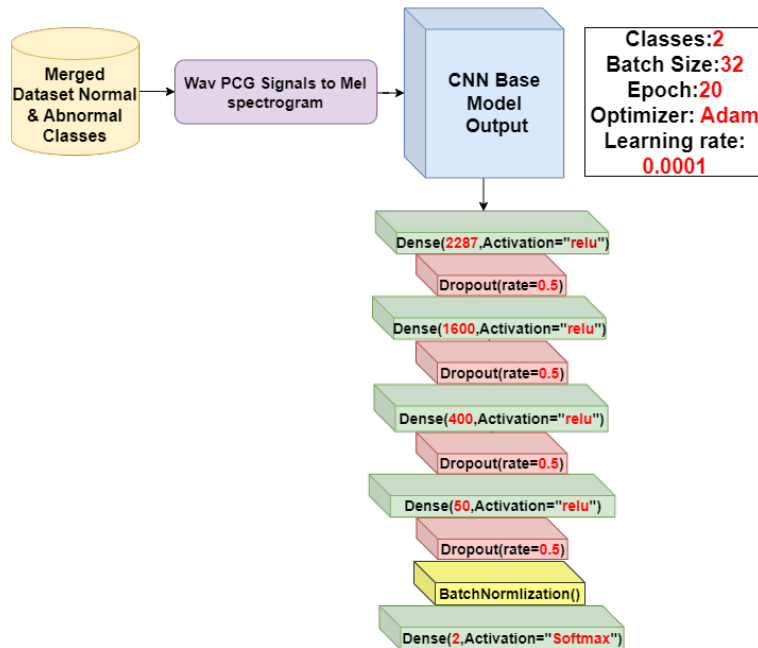 Merged
Dataset Normal
& Abnormal
Classes
Wav PCG Signals to Mel
spectrogram
CNN Base
Model
Output
Classes:2
Batch Size:32
Epoch:20
Optimizer: Adam
Learning rate:
0.0001
Dense(2287,Activation="relu")
Dropout(rate=0.5)
Dense(1600,Activation="relu")
Dropout(rate=0.5)
Dense(400,Activation="relu")
Dropout(rate=0.5)
Dense(50,Activation="relu")
Dropout(rate=0.5)
BatchNormlization()
Dense(2,Activation="Softmax")